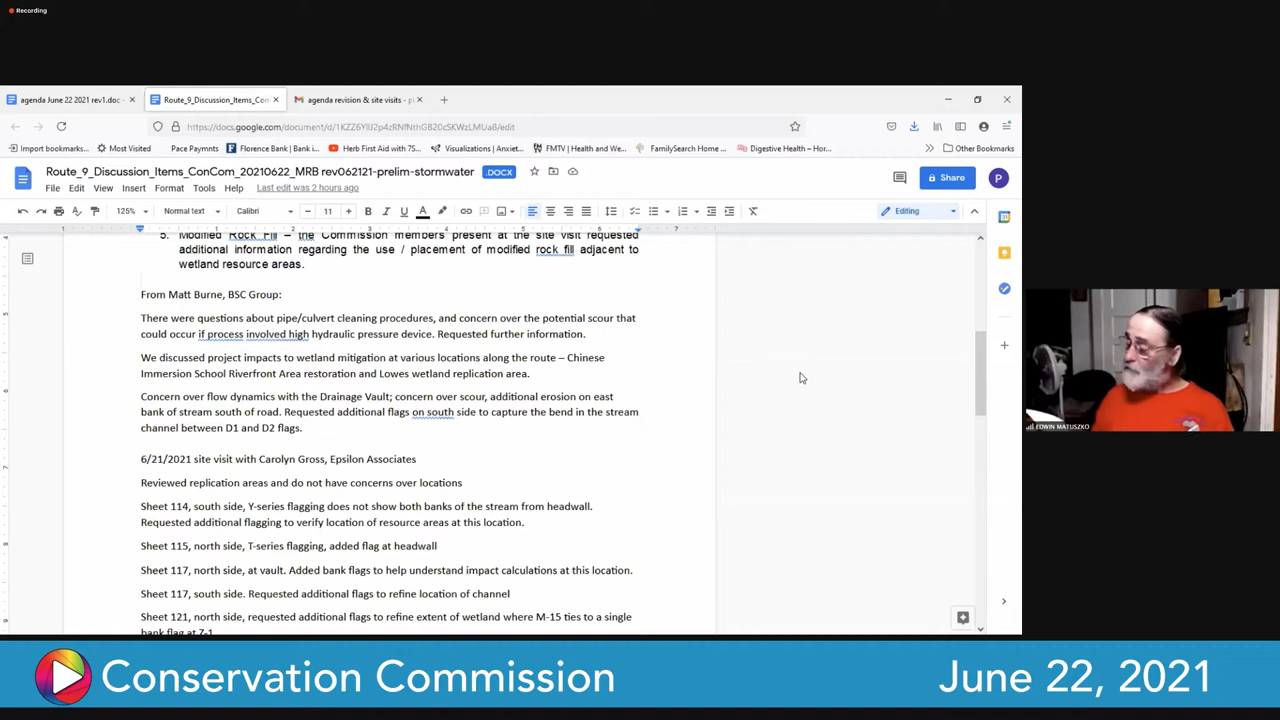 Recording
agenda June 22 2021 rev1.doc
Route_9_Discussion_Items_Con
agenda revision & site visits - p
Import bookmarks...
Most Visited
Pace Paymnts
Florence Bank | Bank i...
Herb First Aid with 7S...
Visualizations | Anxiet...
FMTV | Health and We...
FamilySearch Home ...
Digestive Health – Hor...
Other Bookmarks
Route_9_Discussion_Items_ConCom_20210622_MRB rev062121-prelim-stormwater
.DOCX
Share
P
File Edit View Insert Format Tools Help Last edit was 2 hours ago
125% Normal text Calibri 11 B I U A Editing
1 2 3 4 5 6 7
5. Modified Rock Fill – the Commission members present at the site visit requested
additional information regarding the use / placement of modified rock fill adjacent to
wetland resource areas.
From Matt Burne, BSC Group:
There were questions about pipe/culvert cleaning procedures, and concern over the potential scour that
could occur if process involved high hydraulic pressure device. Requested further information.
We discussed project impacts to wetland mitigation at various locations along the route – Chinese
Immersion School Riverfront Area restoration and Lowes wetland replication area.
Concern over flow dynamics with the Drainage Vault; concern over scour, additional erosion on east
bank of stream south of road. Requested additional flags on south side to capture the bend in the stream
channel between D1 and D2 flags.
6/21/2021 site visit with Carolyn Gross, Epsilon Associates
Reviewed replication areas and do not have concerns over locations
Sheet 114, south side, Y-series flagging does not show both banks of the stream from headwall.
Requested additional flagging to verify location of resource areas at this location.
Sheet 115, north side, T-series flagging, added flag at headwall
Sheet 117, north side, at vault. Added bank flags to help understand impact calculations at this location.
Sheet 117, south side. Requested additional flags to refine location of channel
Sheet 121, north side, requested additional flags to refine extent of wetland where M-15 ties to a single
bank flag at Z-1
EDWIN MATUSZKO
Conservation Commission
June 22, 2021